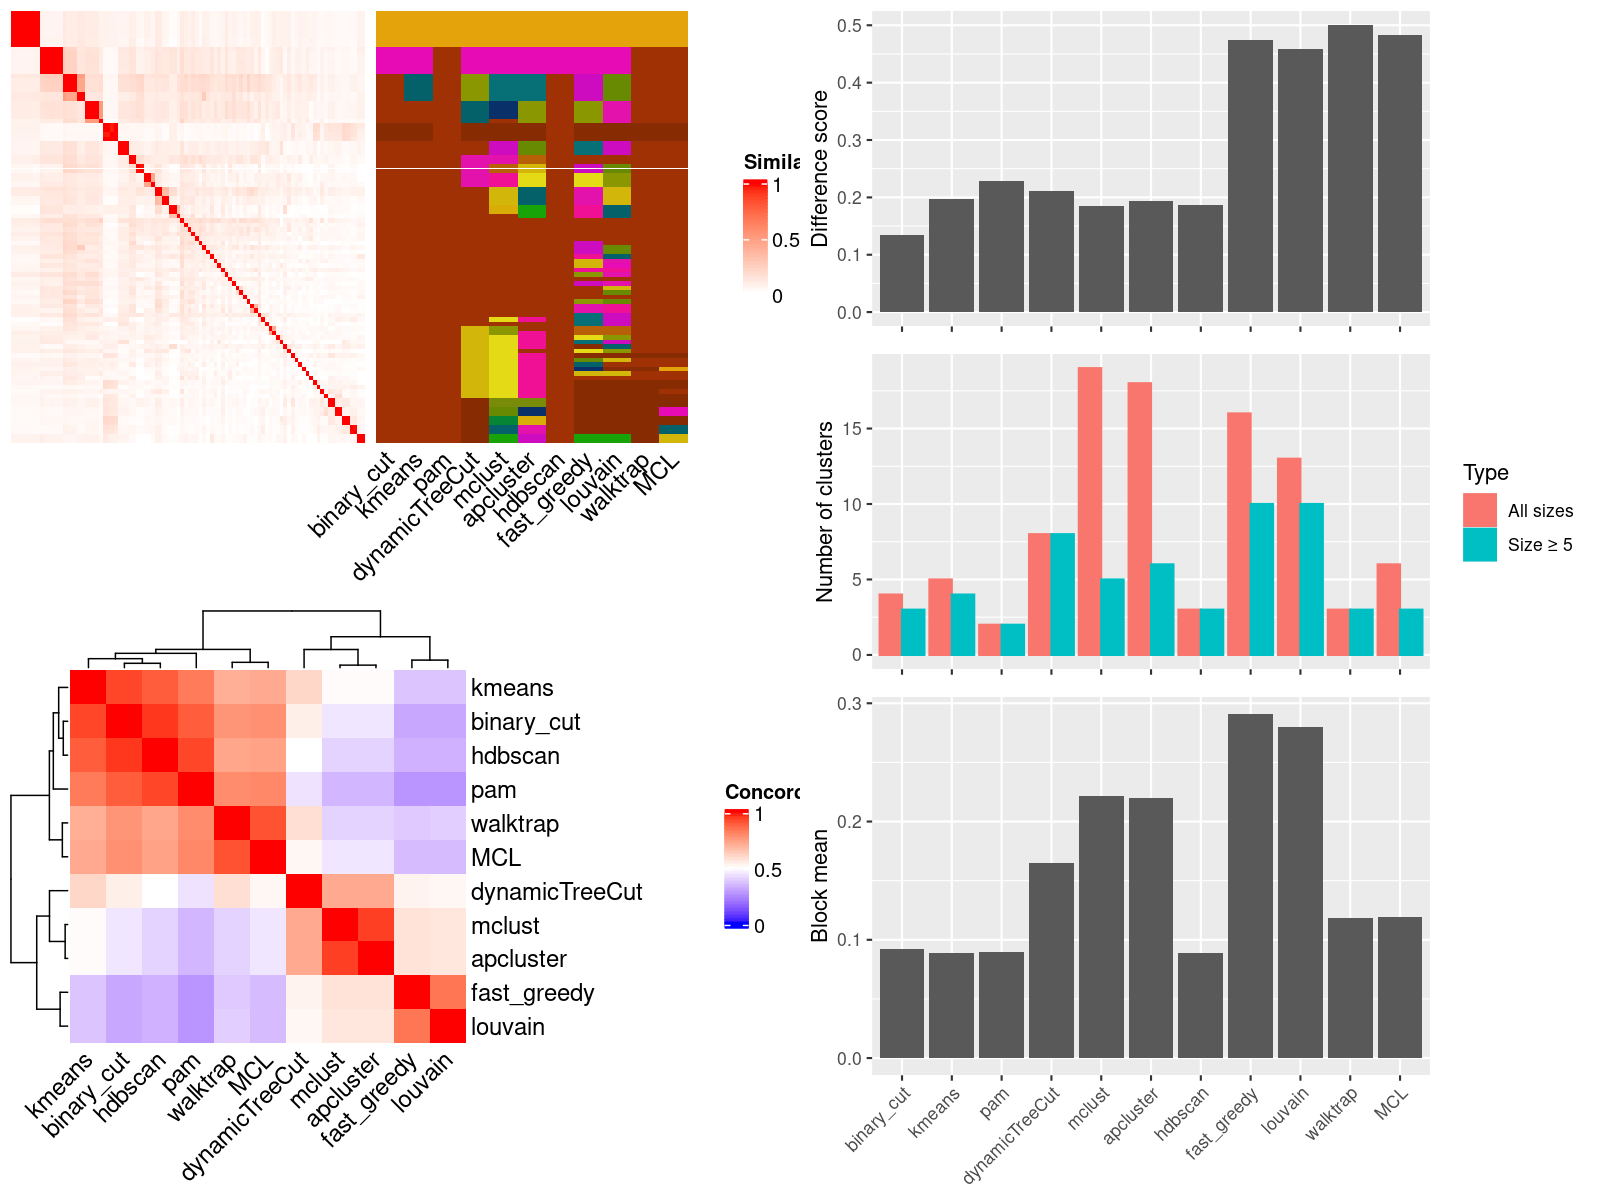 Simila
1
0.5
0
binary_cut
kmeans
pam
dynamicTreeCut
mclust
apcluster
hdbscan
fast_greedy
louvain
walktrap
MCL
kmeans
binary_cut
hdbscan
pam
walktrap
MCL
dynamicTreeCut
mclust
apcluster
fast_greedy
louvain
kmeans
binary_cut
hdbscan
pam
walktrap
MCL
dynamicTreeCut
mclust
apcluster
fast_greedy
louvain
Concord
1
0.5
0
Difference score
0.5
0.4
0.3
0.2
0.1
0.0
Number of clusters
15
10
5
0
Type
All sizes
Size ≥ 5
Block mean
0.3
0.2
0.1
0.0
binary_cut
kmeans
pam
dynamicTreeCut
mclust
apcluster
hdbscan
fast_greedy
louvain
walktrap
MCL